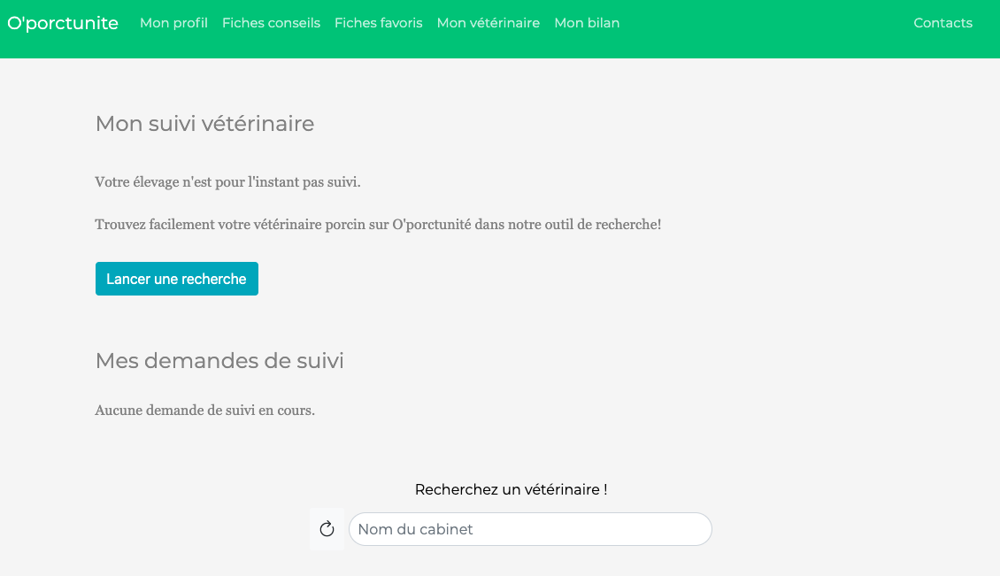 O'porctunite Mon profil Fiches conseils Fiches favoris Mon vétérinaire Mon bilan Contacts
Mon suivi vétérinaire
Votre élevage n'est pour l'instant pas suivi.
Trouvez facilement votre vétérinaire porcin sur O'porctunité dans notre outil de recherche!
Lancer une recherche
Mes demandes de suivi
Aucune demande de suivi en cours.
Recherchez un vétérinaire !
Nom du cabinet